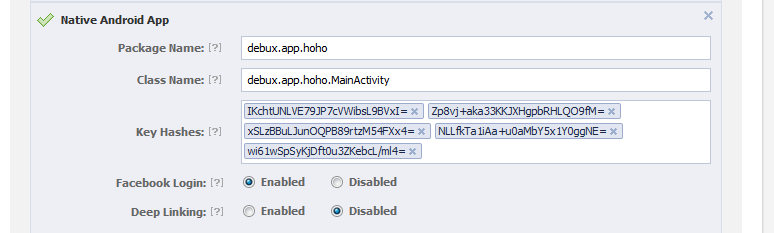 Native Android App
Package Name: [?] debux.app.hoho
Class Name: [?] debux.app.hoho.MainActivity
IKchtUNLVE79JP7cVWibsL9BVxI= Zp8vj+aka33KKJXHgpbRHLQO9fM=
Key Hashes: [?] xSLzBBuLJunOQPB89rtzM54FXx4= NLLfkTa1iAa+u0aMbY5x1Y0ggNE=
wi61wSpSyKjDft0u3ZKebcL/ml4=
Facebook Login: [?] Enabled Disabled
Deep Linking: [?] Enabled Disabled